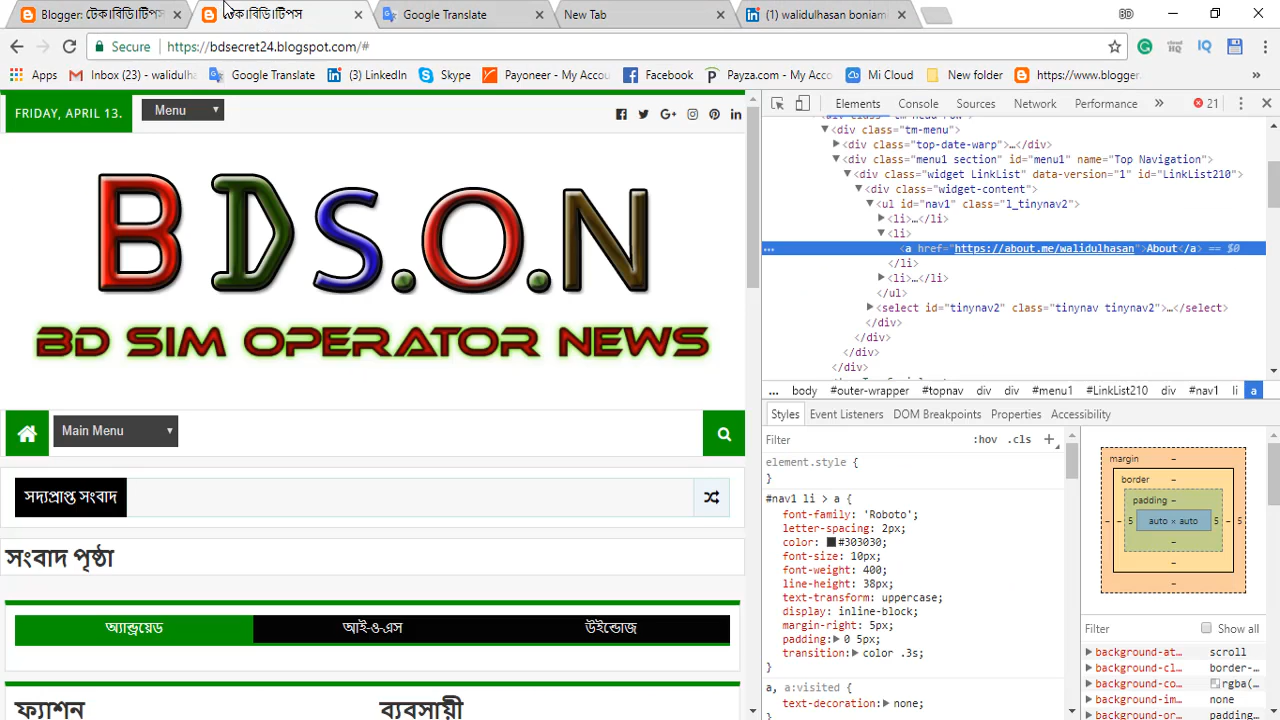 Blogger: টেক।বিডি।টিপস
টেক।বিডি।টিপস
Google Translate
New Tab
(1) walidulhasan boniam
BD
Secure
https://bdsecret24.blogspot.com/#
Apps
Inbox (23) - walidulha
Google Translate
(3) LinkedIn
Skype
Payoneer - My Accou
Facebook
Payza.com - My Acco
Mi Cloud
New folder
https://www.blogger.
»
FRIDAY, APRIL 13.
Menu
BDS.O.N
BD SIM OPERATOR NEWS
Main Menu
সদ্যপ্রাপ্ত সংবাদ
সংবাদ পৃষ্ঠা
অ্যান্ড্রয়েড
আই-ও-এস
উইন্ডোজ
ফ্যাশন
ব্যবসায়ী
Elements Console Sources Network Performance » 21
<div class="tm-menu">
<div class="top-date-warp">…</div>
<div class="menu1 section" id="menu1" name="Top Navigation">
<div class="widget LinkList" data-version="1" id="LinkList210">
<div class="widget-content">
<ul id="nav1" class="l_tinynav2">
<li>…</li>
<li>
<a href="https://about.me/walidulhasan">About</a> == $0
</li>
<li>…</li>
</ul>
<select id="tinynav2" class="tinynav tinynav2">…</select>
</div>
</div>
</div>
... body #outer-wrapper #topnav div div #menu1 #LinkList210 div #nav1 li a
Styles Event Listeners DOM Breakpoints Properties Accessibility
Filter :hov .cls +
element.style {
}
#nav1 li > a {
font-family: 'Roboto';
letter-spacing: 2px;
color: #303030;
font-size: 10px;
font-weight: 400;
line-height: 38px;
text-transform: uppercase;
display: inline-block;
margin-right: 5px;
padding: 0 5px;
transition: color .3s;
}
a, a:visited {
text-decoration: none;
margin –
border –
padding –
– – 5 auto × auto 5 – 5
–
–
–
Filter Show all
background-at… scroll
background-cl… border-…
background-co… rgba(…
background-im… none
background-or… padding…